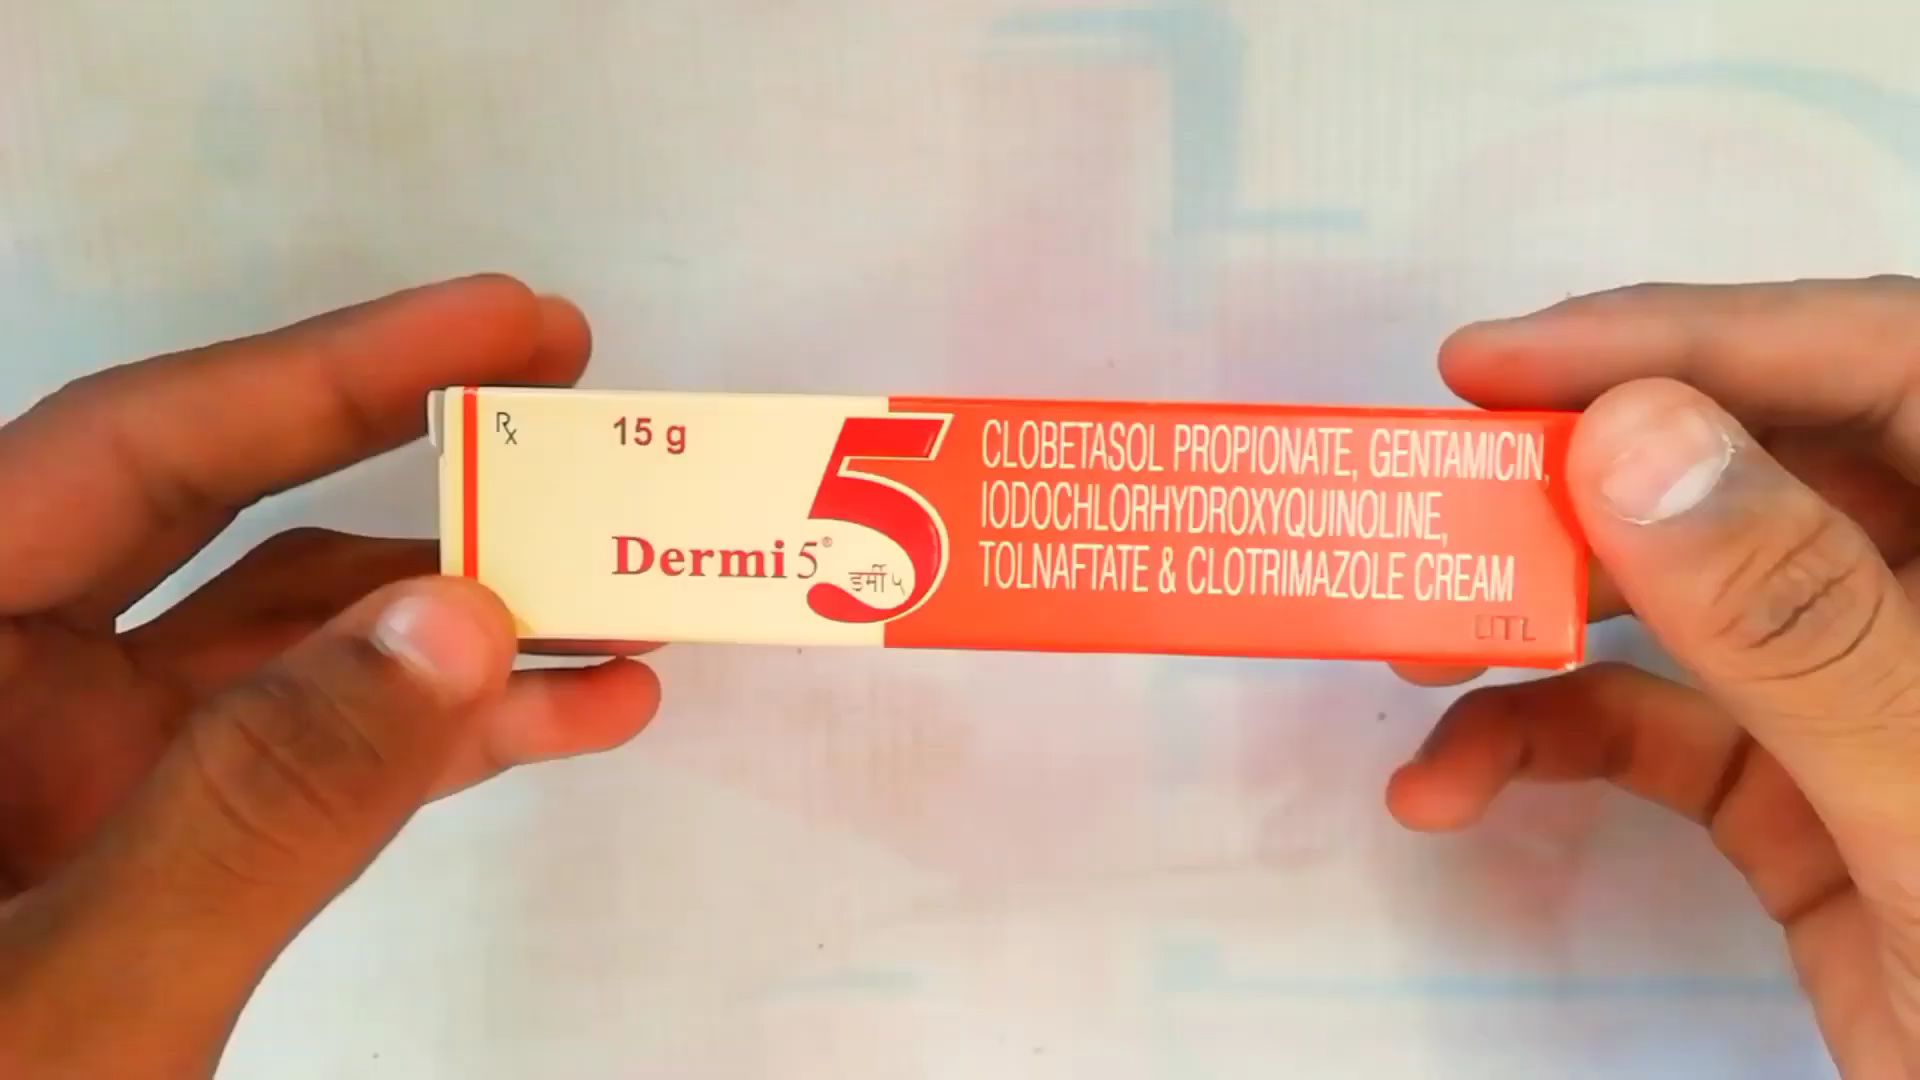 Rx
15 g
Dermi 5®
5
डर्मी ५
CLOBETASOL PROPIONATE, GENTAMICIN,
IODOCHLORHYDROXYQUINOLINE,
TOLNAFTATE & CLOTRIMAZOLE CREAM
UTL